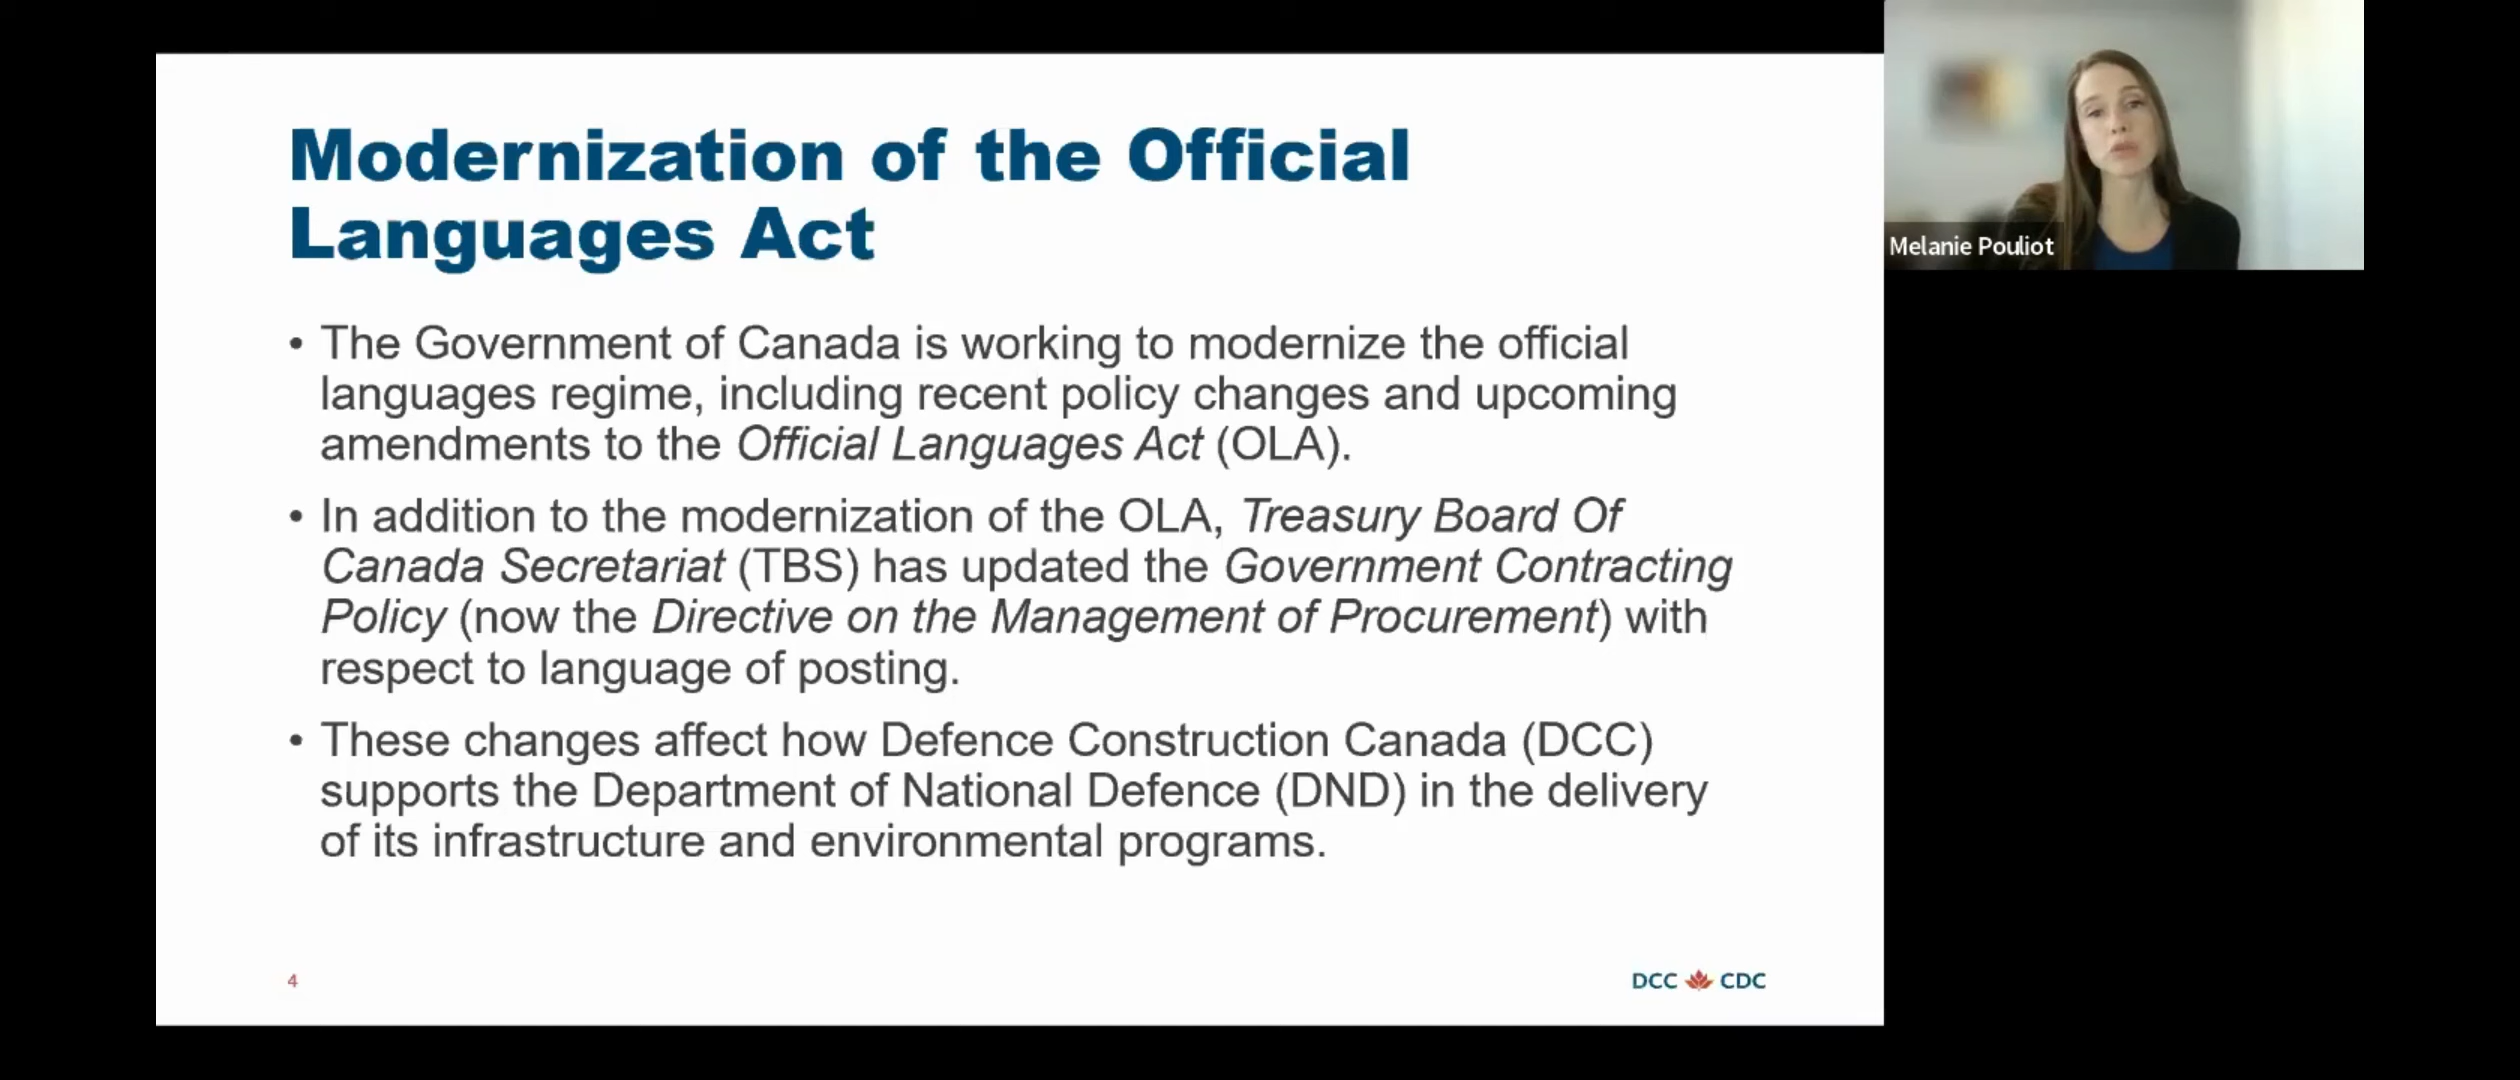 Modernization of the Official
Languages Act
• The Government of Canada is working to modernize the official
languages regime, including recent policy changes and upcoming
amendments to the Official Languages Act (OLA).
• In addition to the modernization of the OLA, Treasury Board Of
Canada Secretariat (TBS) has updated the Government Contracting
Policy (now the Directive on the Management of Procurement) with
respect to language of posting.
• These changes affect how Defence Construction Canada (DCC)
supports the Department of National Defence (DND) in the delivery
of its infrastructure and environmental programs.
4
DCC CDC
Melanie Pouliot